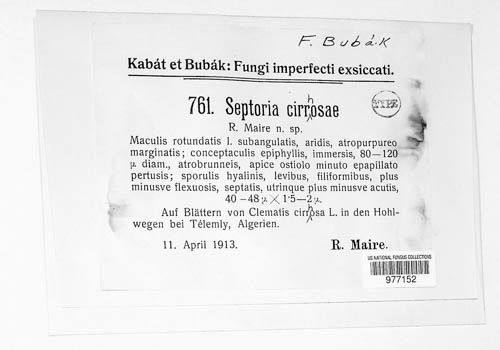 F. Bubák
Kabát et Bubák: Fungi imperfecti exsiccati.
761. Septoria cirrhosae
TYPE
R. Maire n. sp.
Maculis rotundatis l. subangulatis, aridis, atropurpureo
marginatis; conceptaculis epiphyllis, immersis, 80—120
µ diam., atrobrunneis, apice ostiolo minuto epapillato
pertusis; sporulis hyalinis, levibus, filiformibus, plus
minusve flexuosis, septatis, utrinque plus minusve acutis,
40—48 µ × 1·5—2 µ.
Auf Blättern von Clematis cirrhosa L. in den Hohl-
wegen bei Télemly, Algerien.
11. April 1913. R. Maire.
US NATIONAL FUNGUS COLLECTIONS
977152